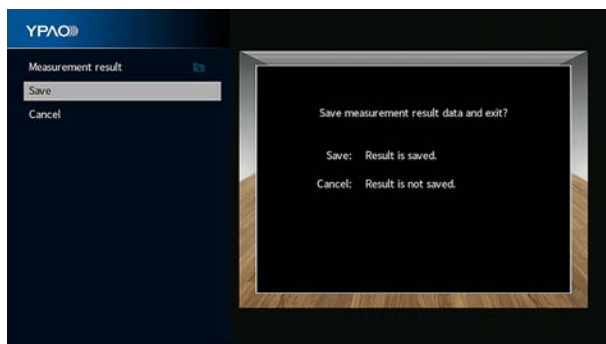 YPAO
Measurement result
Save
Cancel
Save measurement result data and exit?
Save: Result is saved.
Cancel: Result is not saved.